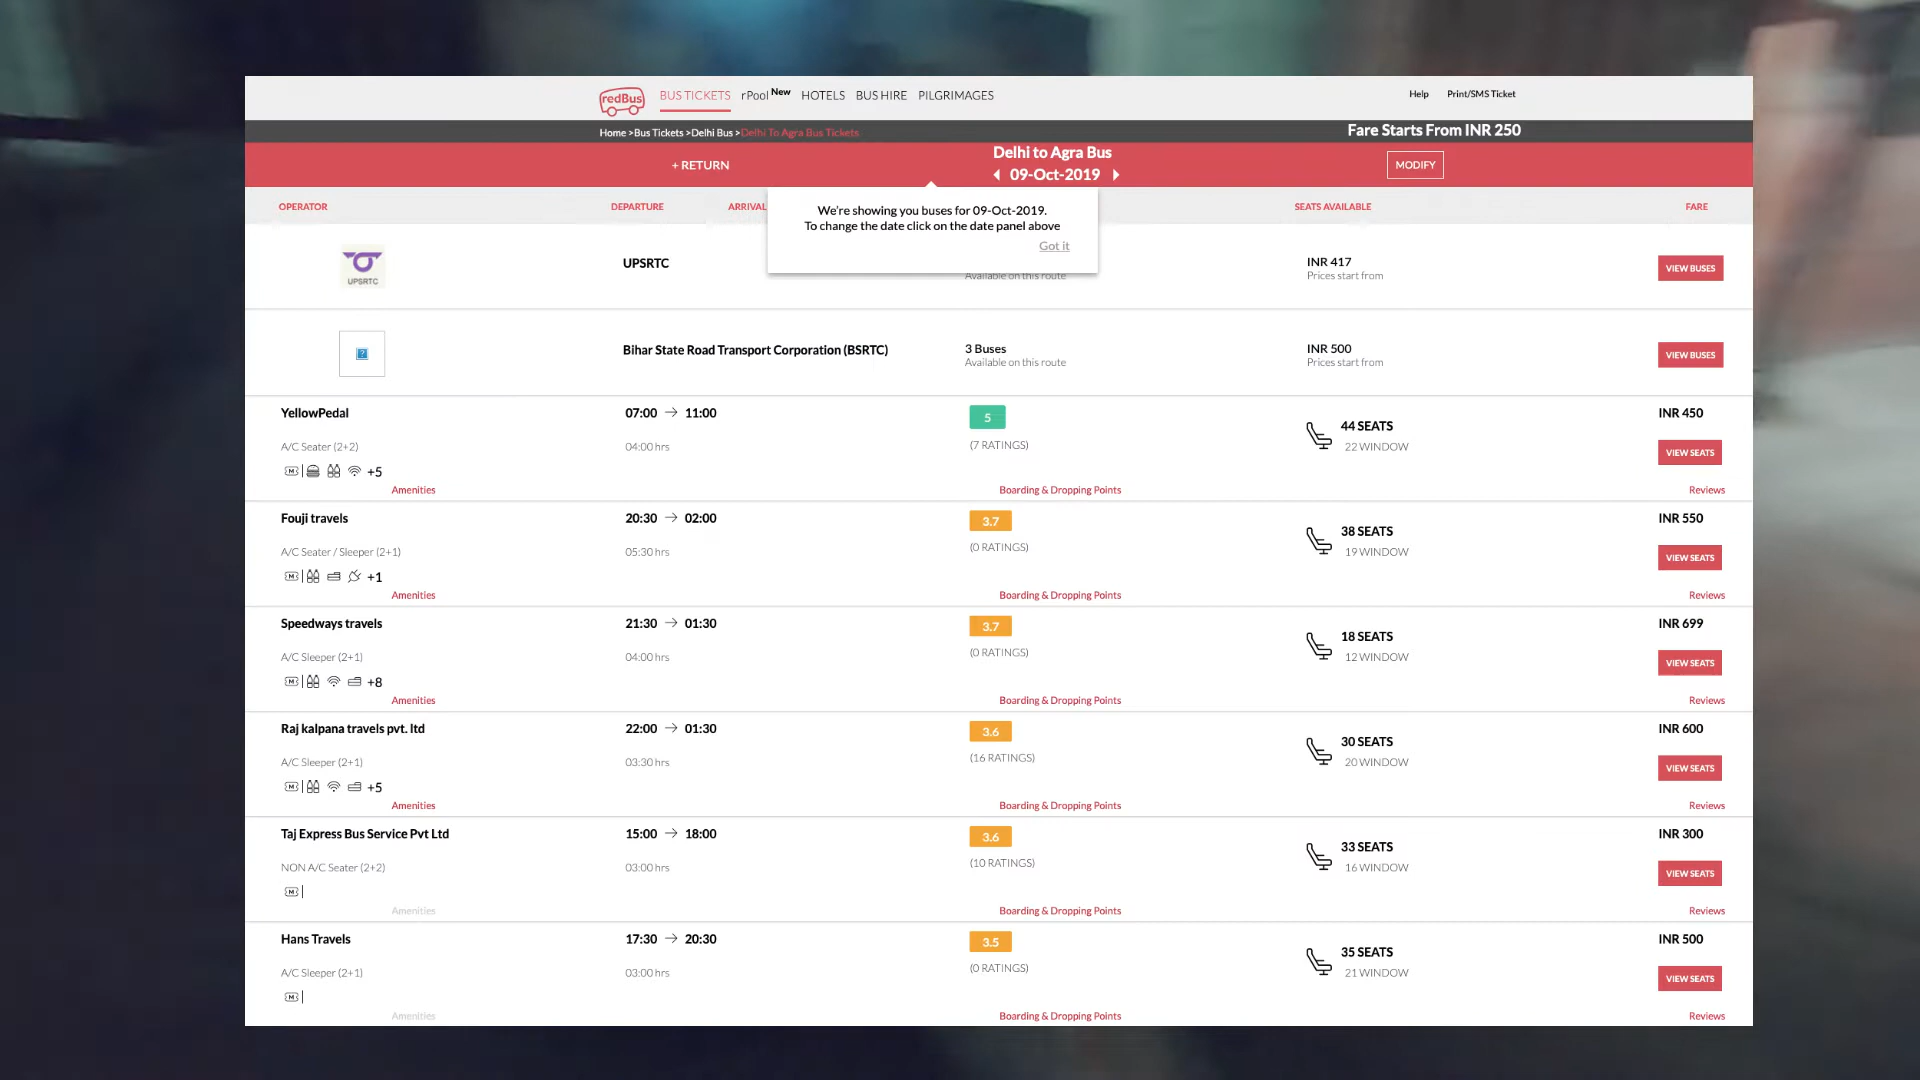 redBus BUS TICKETS rPool New HOTELS BUS HIRE PILGRIMAGES Help Print/SMS Ticket
Home >Bus Tickets >Delhi Bus >Delhi To Agra Bus Tickets Fare Starts From INR 250
+ RETURN Delhi to Agra Bus MODIFY
09-Oct-2019
OPERATOR DEPARTURE ARRIVAL SEATS AVAILABLE FARE
We're showing you buses for 09-Oct-2019.
To change the date click on the date panel above
Got it
UPSRTC UPSRTC INR 417 VIEW BUSES
Available on this route Prices start from
Bihar State Road Transport Corporation (BSRTC) 3 Buses INR 500 VIEW BUSES
Available on this route Prices start from
YellowPedal 07:00 → 11:00 5 44 SEATS INR 450
A/C Seater (2+2) 04:00 hrs (7 RATINGS) 22 WINDOW VIEW SEATS
M +5
Amenities Boarding & Dropping Points Reviews
Fouji travels 20:30 → 02:00 3.7 38 SEATS INR 550
A/C Seater / Sleeper (2+1) 05:30 hrs (0 RATINGS) 19 WINDOW VIEW SEATS
M +1
Amenities Boarding & Dropping Points Reviews
Speedways travels 21:30 → 01:30 3.7 18 SEATS INR 699
A/C Sleeper (2+1) 04:00 hrs (0 RATINGS) 12 WINDOW VIEW SEATS
M +8
Amenities Boarding & Dropping Points Reviews
Raj kalpana travels pvt. ltd 22:00 → 01:30 3.6 30 SEATS INR 600
A/C Sleeper (2+1) 03:30 hrs (16 RATINGS) 20 WINDOW VIEW SEATS
M +5
Amenities Boarding & Dropping Points Reviews
Taj Express Bus Service Pvt Ltd 15:00 → 18:00 3.6 33 SEATS INR 300
NON A/C Seater (2+2) 03:00 hrs (10 RATINGS) 16 WINDOW VIEW SEATS
M
Amenities Boarding & Dropping Points Reviews
Hans Travels 17:30 → 20:30 3.5 35 SEATS INR 500
A/C Sleeper (2+1) 03:00 hrs (0 RATINGS) 21 WINDOW VIEW SEATS
M
Amenities Boarding & Dropping Points Reviews